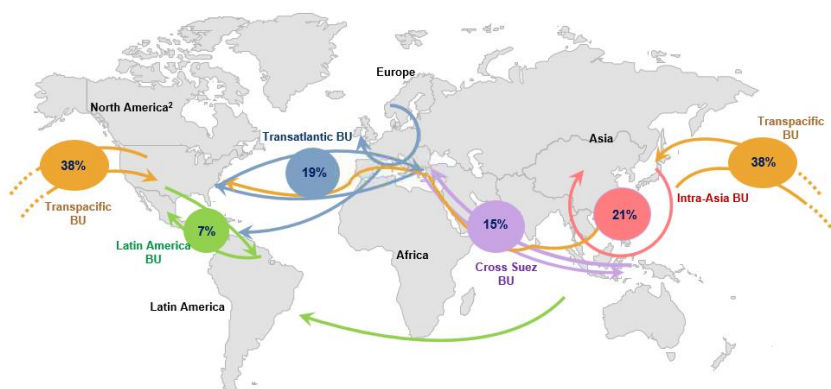 Europe
North America²
Transatlantic BU
Asia
Transpacific
BU
38%
19%
38%
Transpacific
BU
Intra-Asia BU
7%
15%
21%
Latin America
BU
Africa
Cross Suez
BU
Latin America